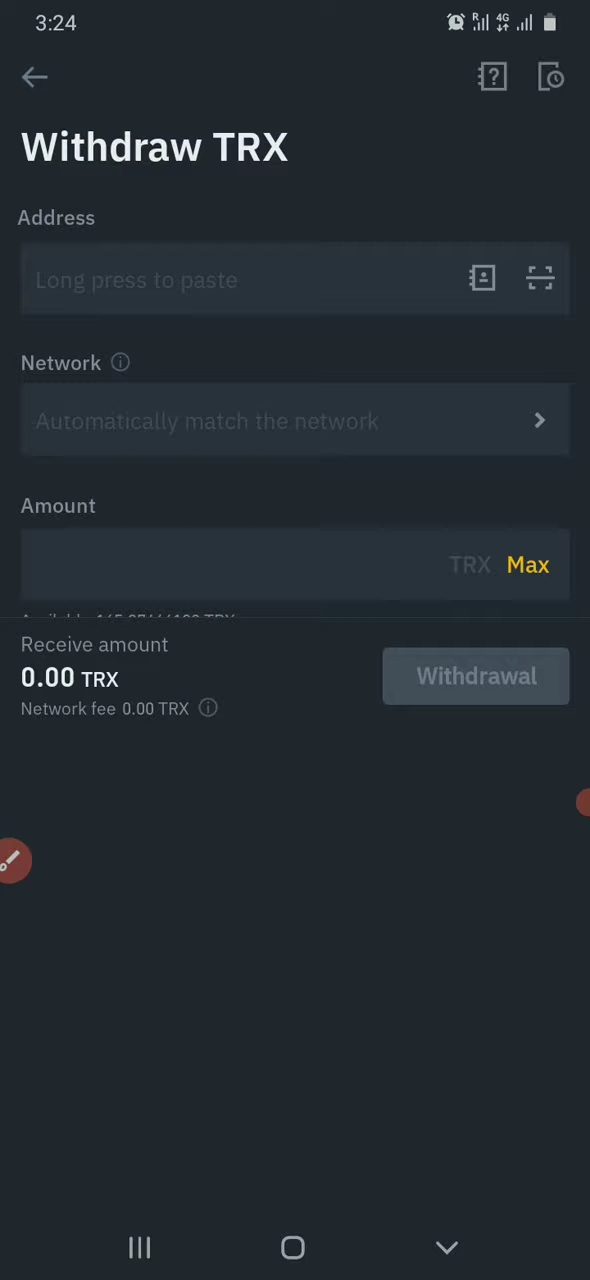 3:24
R 4G
Withdraw TRX
Address
Long press to paste
Network
Automatically match the network
Amount
TRX Max
Receive amount
0.00 TRX
Withdrawal
Network fee 0.00 TRX